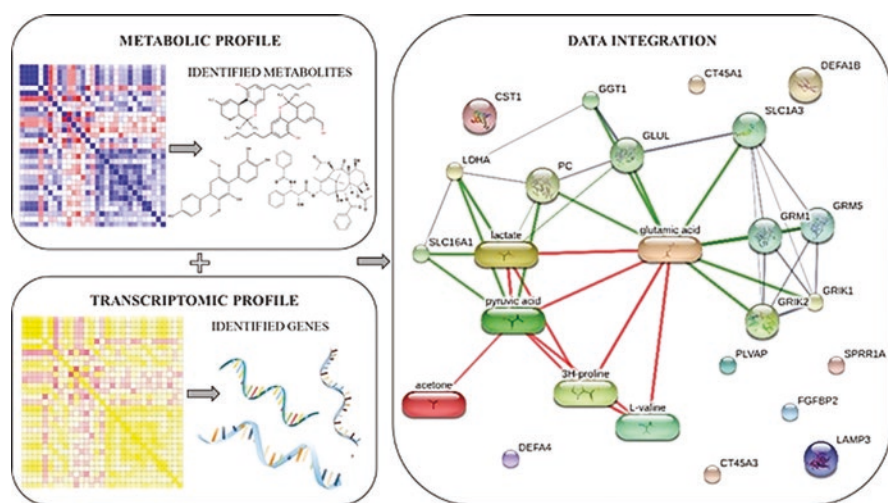 METABOLIC PROFILE
IDENTIFIED METABOLITES
+
TRANSCRIPTOMIC PROFILE
IDENTIFIED GENES
DATA INTEGRATION
CT45A1
DEFA1B
GGT1
CST1
SLC1A3
GLUL
LDHA
PC
GRM1
GRM5
lactate
glutamic acid
SLC16A1
GRIK1
pyruvic acid
GRIK2
PLVAP
SPRR1A
acetone
3H-proline
L-valine
FGFBP2
DEFA4
CT45A3
LAMP3